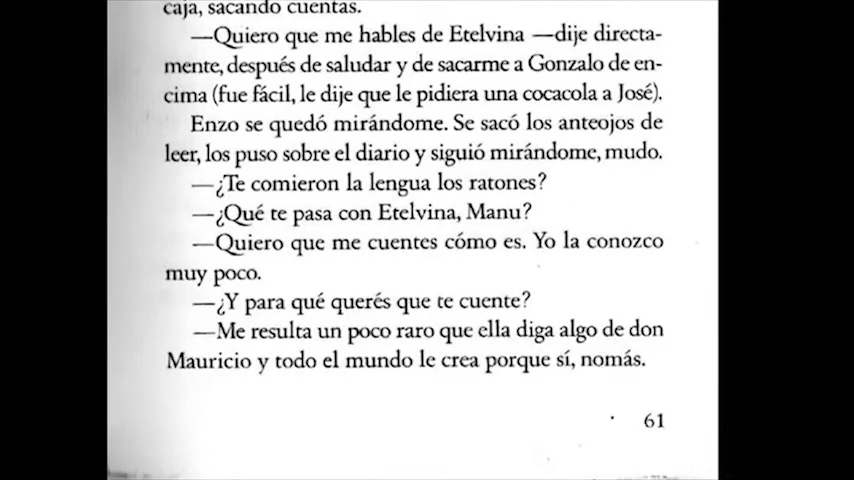 caja, sacando cuentas.
—Quiero que me hables de Etelvina —dije directa-
mente, después de saludar y de sacarme a Gonzalo de en-
cima (fue fácil, le dije que le pidiera una cocacola a José).
Enzo se quedó mirándome. Se sacó los anteojos de
leer, los puso sobre el diario y siguió mirándome, mudo.
—¿Te comieron la lengua los ratones?
—¿Qué te pasa con Etelvina, Manu?
—Quiero que me cuentes cómo es. Yo la conozco
muy poco.
—¿Y para qué querés que te cuente?
—Me resulta un poco raro que ella diga algo de don
Mauricio y todo el mundo le crea porque sí, nomás.
61